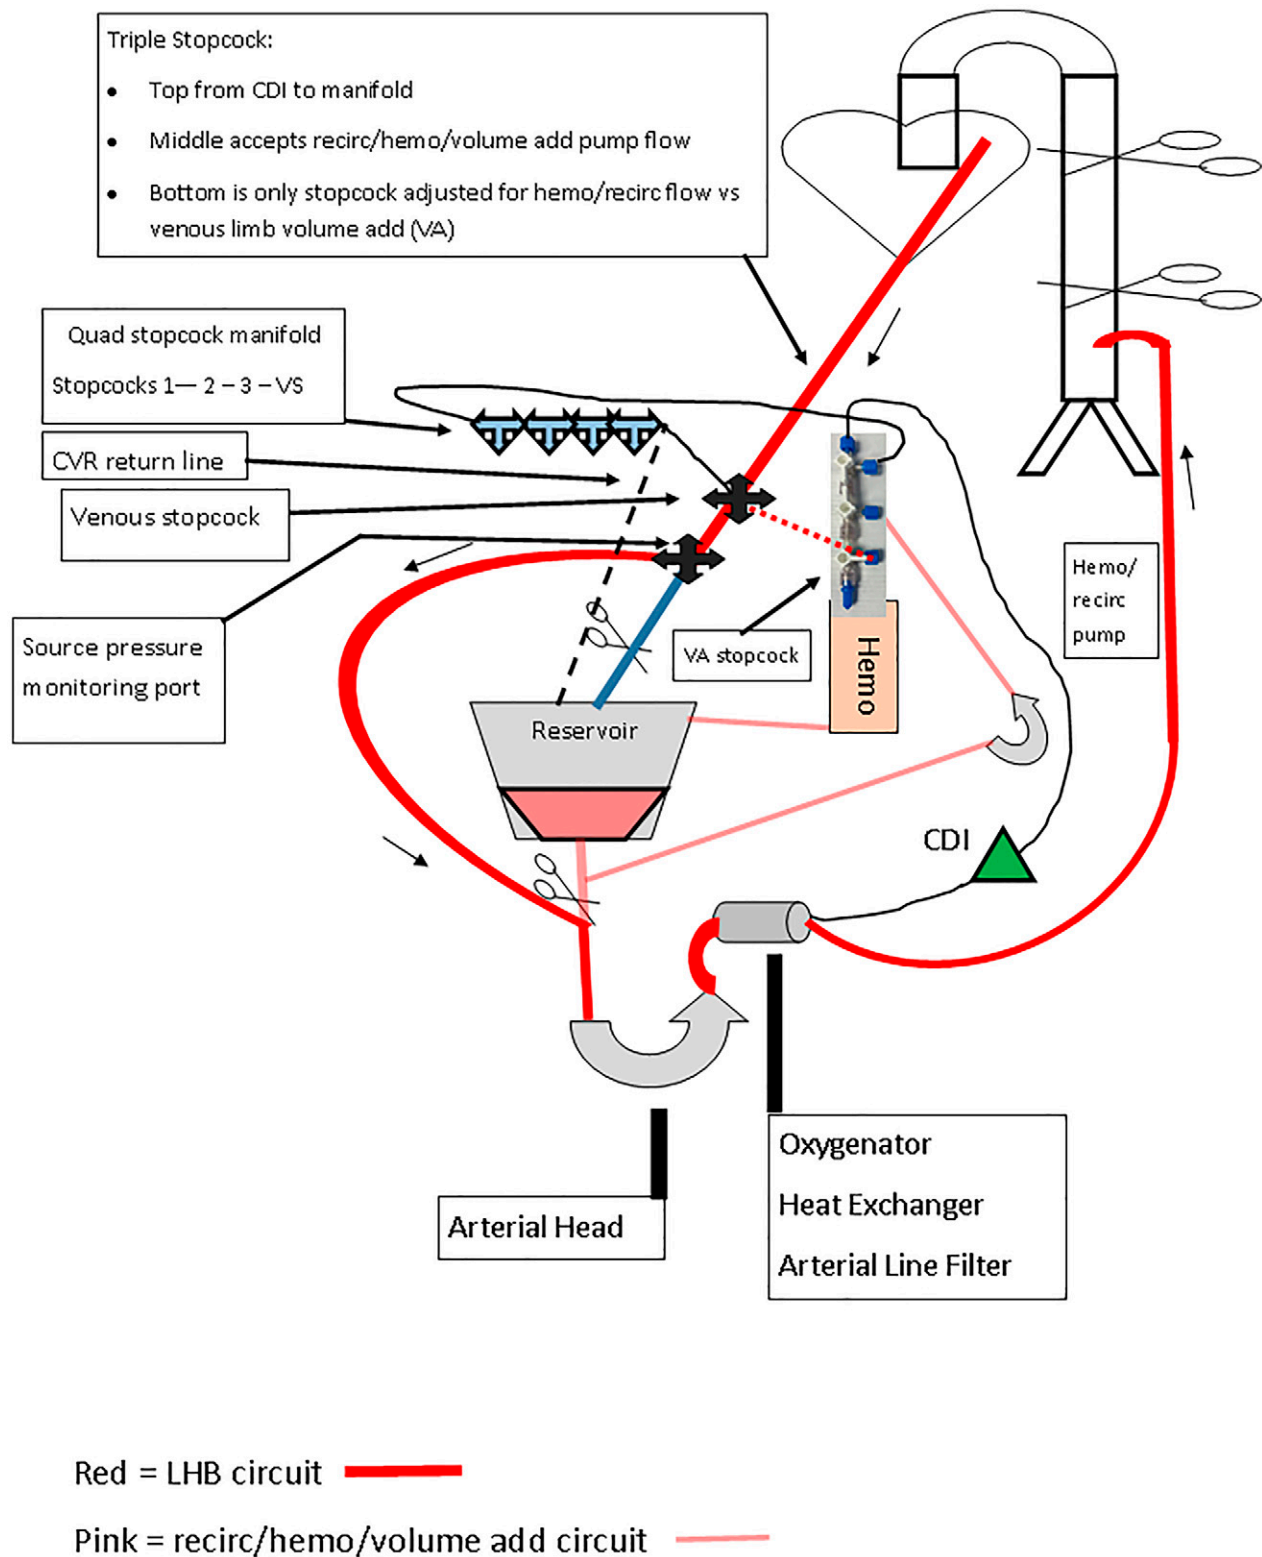 Triple Stopcock:
• Top from CDI to manifold
• Middle accepts recirc/hemo/volume add pump flow
• Bottom is only stopcock adjusted for hemo/recirc flow vs
venous limb volume add (VA)
Quad stopcock manifold
Stopcocks 1— 2 – 3 – VS
CVR return line
Venous stopcock
Source pressure
monitoring port
VA stopcock
Hemo
Hemo/
recirc
pump
Reservoir
CDI
Arterial Head
Oxygenator
Heat Exchanger
Arterial Line Filter
Red = LHB circuit
Pink = recirc/hemo/volume add circuit